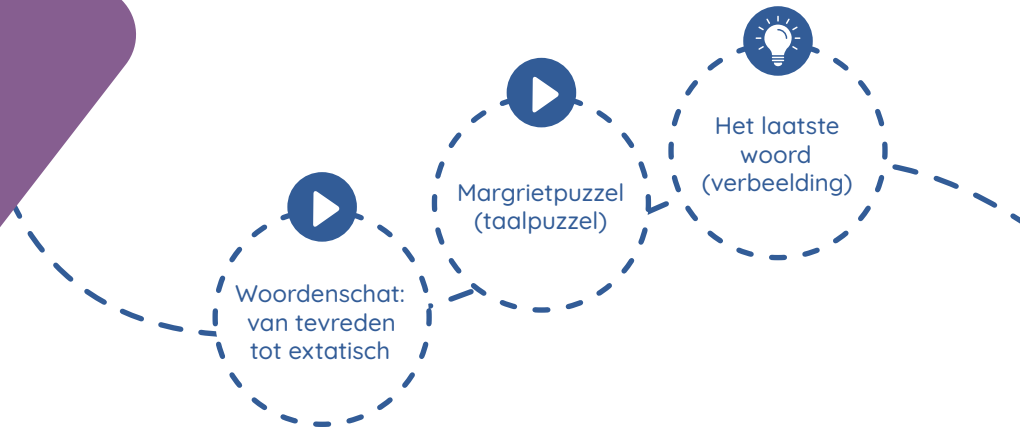 Woordenschat:
van tevreden
tot extatisch
Margrietpuzzel
(taalpuzzel)
Het laatste
woord
(verbeelding)